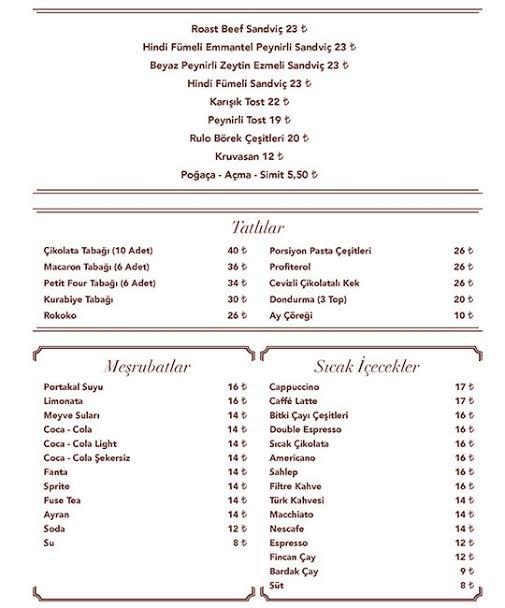 Roast Beef Sandviç 23 ₺
Hindi Fümeli Emmantel Peynirli Sandviç 23 ₺
Beyaz Peynirli Zeytin Ezmeli Sandviç 23 ₺
Hindi Fümeli Sandviç 23 ₺
Karışık Tost 22 ₺
Peynirli Tost 19 ₺
Rulo Börek Çeşitleri 20 ₺
Kruvasan 12 ₺
Poğaça - Açma - Simit 5,50 ₺
Tatlılar
Çikolata Tabağı (10 Adet) 40 ₺
Macaron Tabağı (6 Adet) 36 ₺
Petit Four Tabağı (6 Adet) 34 ₺
Kurabiye Tabağı 30 ₺
Rokoko 26 ₺
Porsiyon Pasta Çeşitleri 26 ₺
Profiterol 26 ₺
Cevizli Çikolatalı Kek 26 ₺
Dondurma (3 Top) 20 ₺
Ay Çöreği 10 ₺
Meşrubatlar
Portakal Suyu 16 ₺
Limonata 16 ₺
Meyve Suları 14 ₺
Coca - Cola 14 ₺
Coca - Cola Light 14 ₺
Coca - Cola Şekersiz 14 ₺
Fanta 14 ₺
Sprite 14 ₺
Fuse Tea 14 ₺
Ayran 14 ₺
Soda 12 ₺
Su 8 ₺
Sıcak İçecekler
Cappuccino 17 ₺
Caffé Latte 17 ₺
Bitki Çayı Çeşitleri 16 ₺
Double Espresso 16 ₺
Sıcak Çikolata 16 ₺
Americano 16 ₺
Sahlep 16 ₺
Filtre Kahve 16 ₺
Türk Kahvesi 14 ₺
Macchiato 14 ₺
Nescafe 14 ₺
Espresso 12 ₺
Fincan Çay 12 ₺
Bardak Çay 9 ₺
Süt 8 ₺